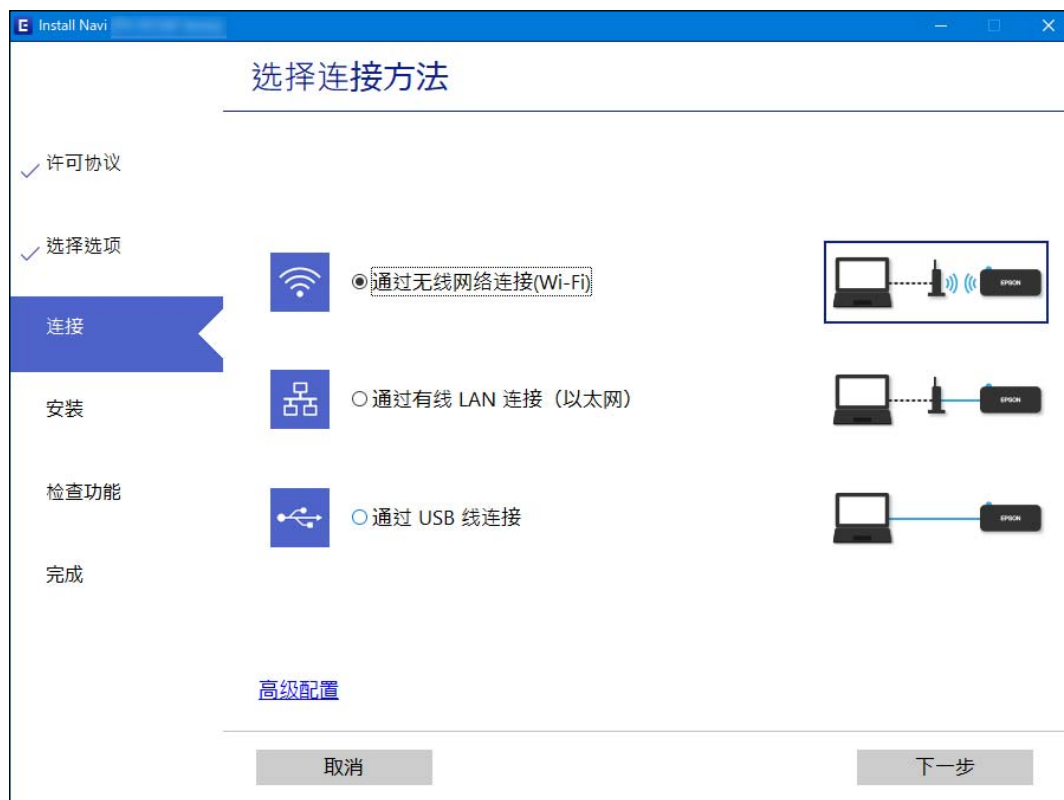 Install Navi
选择连接方法
许可协议
选择选项
连接
安装
检查功能
完成
通过无线网络连接(Wi-Fi)
EPSON
通过有线 LAN 连接（以太网）
EPSON
通过 USB 线连接
EPSON
高级配置
取消
下一步